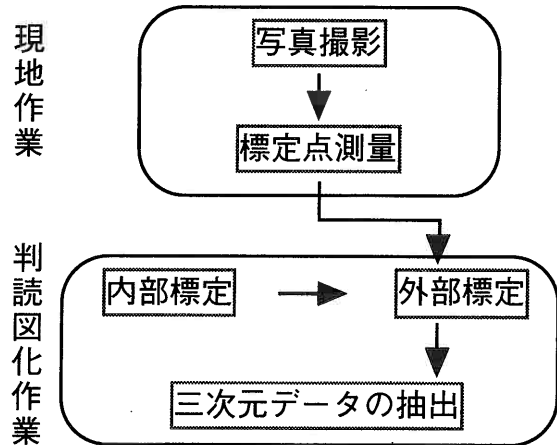 現地作業
写真撮影
標定点測量
判読図化作業
内部標定
外部標定
三次元データの抽出